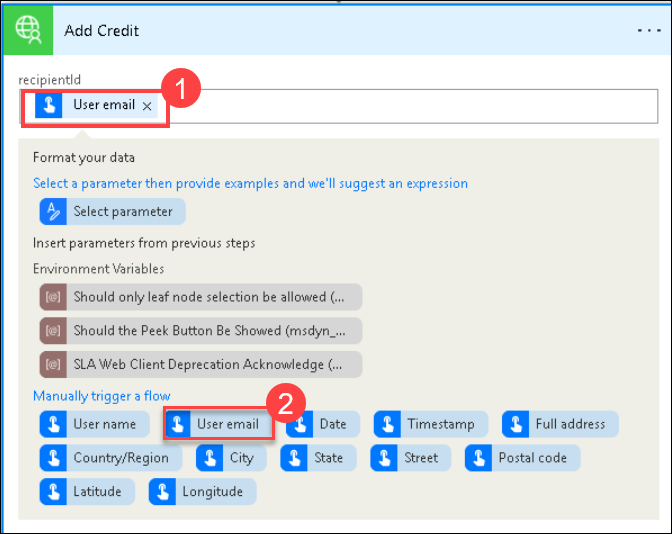 Add Credit
...
recipientId
User email ×
1
Format your data
Select a parameter then provide examples and we'll suggest an expression
Select parameter
Insert parameters from previous steps
Environment Variables
[@] Should only leaf node selection be allowed (...
[@] Should the Peek Button Be Showed (msdyn_...
[@] SLA Web Client Deprecation Acknowledge (...
Manually trigger a flow
2
User name User email Date Timestamp Full address
Country/Region City State Street Postal code
Latitude Longitude